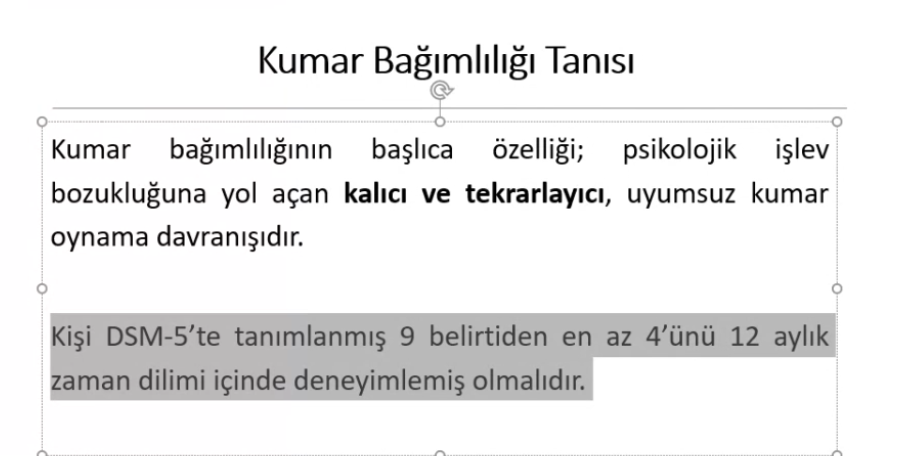 Kumar Bağımlılığı Tanısı
Kumar bağımlılığının başlıca özelliği; psikolojik işlev
bozukluğuna yol açan kalıcı ve tekrarlayıcı, uyumsuz kumar
oynama davranışıdır.
Kişi DSM-5’te tanımlanmış 9 belirtiden en az 4’ünü 12 aylık
zaman dilimi içinde deneyimlemiş olmalıdır.